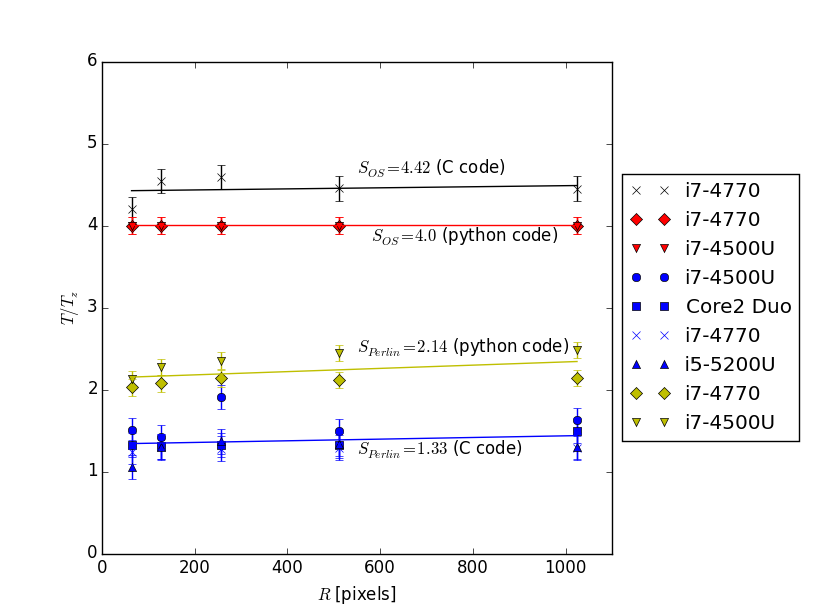 6
5
4
3
2
1
0
0 200 400 600 800 1000
T/T_z
R [pixels]
S_OS=4.42 (C code)
S_OS=4.0 (python code)
S_Perlin=2.14 (python code)
S_Perlin=1.33 (C code)
i7-4770
i7-4770
i7-4500U
i7-4500U
Core2 Duo
i7-4770
i5-5200U
i7-4770
i7-4500U